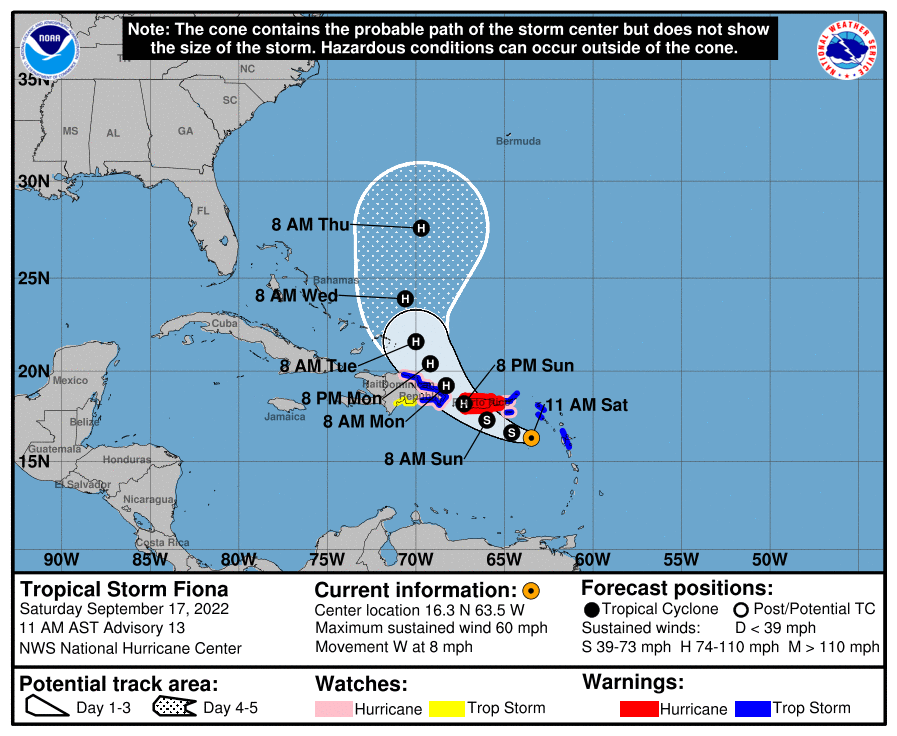 Note: The cone contains the probable path of the storm center but does not show
the size of the storm. Hazardous conditions can occur outside of the cone.
NOAA
NATIONAL WEATHER SERVICE
35N
TN
NC
SC
MS
AL
GA
Bermuda
30N
FL
8 AM Thu
25N
Bahamas
8 AM Wed
Cuba
20N
8 AM Tue
8 PM Sun
Mexico
Haiti
Dominican
Republic
8 PM Mon
Puerto Rico
11 AM Sat
Jamaica
8 AM Mon
Belize
8 AM Sun
15N
Guatemala
Honduras
El Salvador
Nicaragua
Costa Rica
H
H
H
H
H
H
S
S
90W 85W 80W 75W 70W 65W 60W 55W 50W
Tropical Storm Fiona
Saturday September 17, 2022
11 AM AST Advisory 13
NWS National Hurricane Center
Current information:
Center location 16.3 N 63.5 W
Maximum sustained wind 60 mph
Movement W at 8 mph
Forecast positions:
Tropical Cyclone Post/Potential TC
Sustained winds: D < 39 mph
S 39-73 mph H 74-110 mph M > 110 mph
Potential track area:
Day 1-3 Day 4-5
Watches:
Hurricane Trop Storm
Warnings:
Hurricane Trop Storm